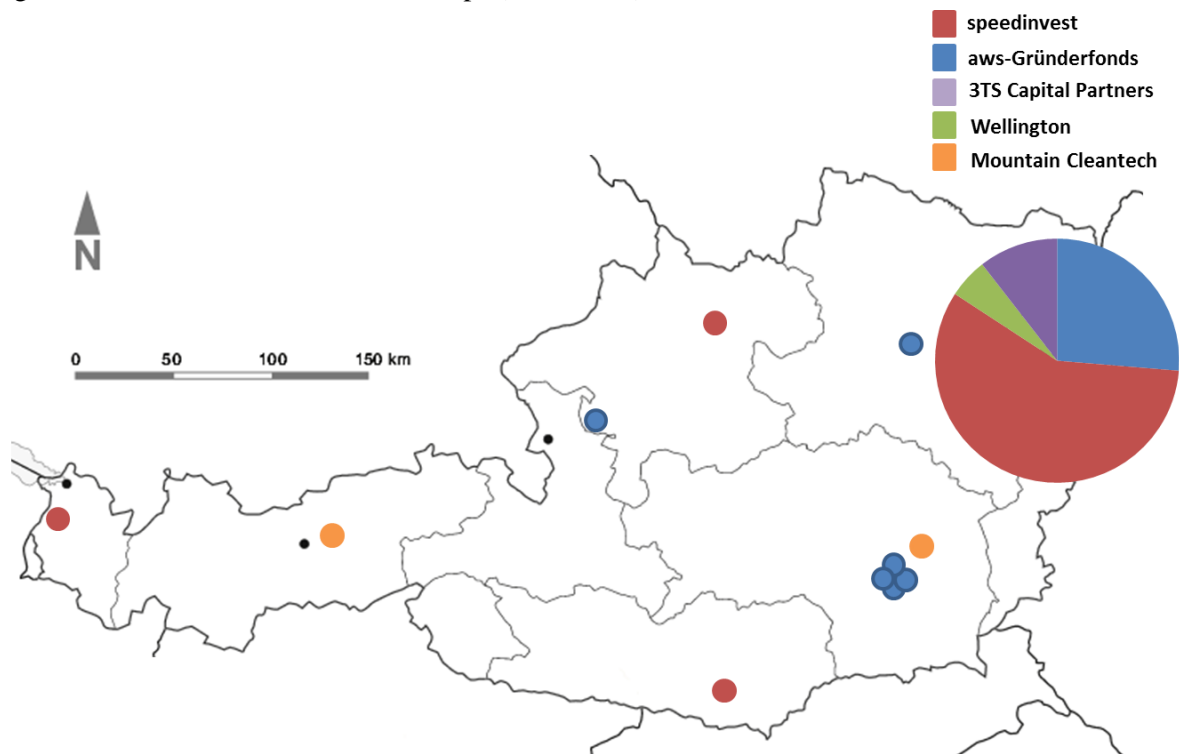 speedinvest
aws-Gründerfonds
3TS Capital Partners
Wellington
Mountain Cleantech
N
0 50 100 150 km